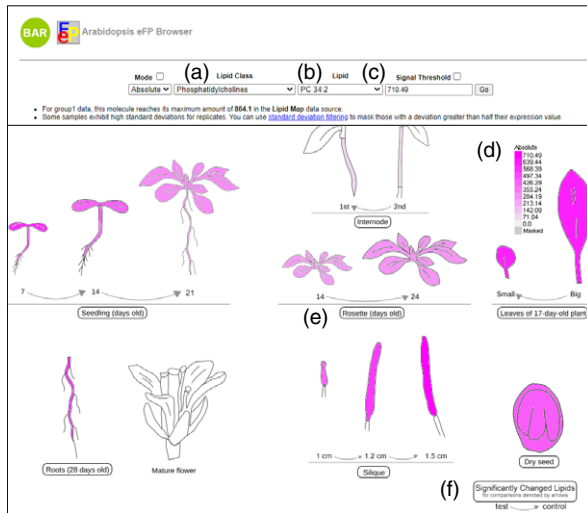 BAR eFP Arabidopsis eFP Browser
(a) (b) (c)
Mode Lipid Class Lipid Signal Threshold
Absolute Phosphatidylcholines PC 34:2 710.49 Go
• For group1 data, this molecule reaches its maximum amount of 864.1 in the Lipid Map data source.
• Some samples exhibit high standard deviations for replicates. You can use standard deviation filtering to mask those with a deviation greater than half their expression value.
(d)
Absolute
710.49
639.44
568.39
497.34
426.29
355.24
284.19
213.14
142.09
71.04
0.0
Masked
1st 2nd
Internode
7 14 21
Seedling (days old)
14 24
Rosette (days old)
Small Big
Leaves of 17-day-old plant
(e)
Roots (28 days old)
Mature flower
1 cm 1.2 cm 1.5 cm
Silique
Dry seed
(f)
Significantly Changed Lipids
for comparisons denoted by arrows
test control